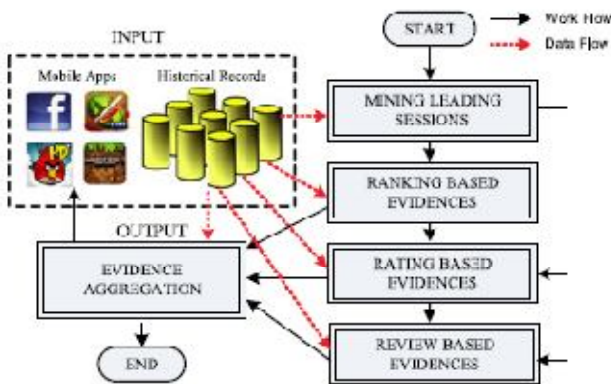 START
Work Flow
Data Flow
INPUT
Mobile Apps
Historical Records
f
HD
MINING LEADING
SESSIONS
RANKING BASED
EVIDENCES
OUTPUT
EVIDENCE
AGGREGATION
RATING BASED
EVIDENCES
REVIEW BASED
EVIDENCES
END